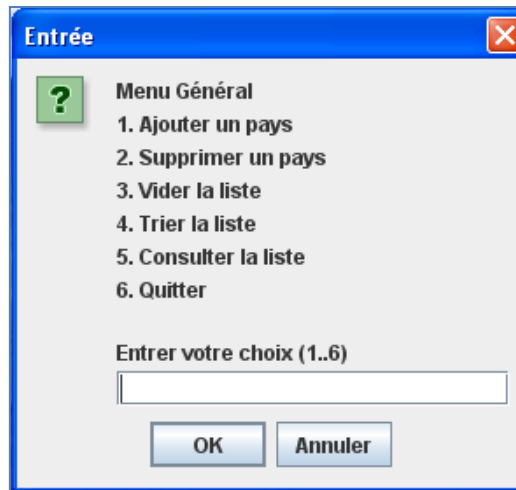 Entrée
?
Menu Général
1. Ajouter un pays
2. Supprimer un pays
3. Vider la liste
4. Trier la liste
5. Consulter la liste
6. Quitter
Entrer votre choix (1..6)
OK Annuler